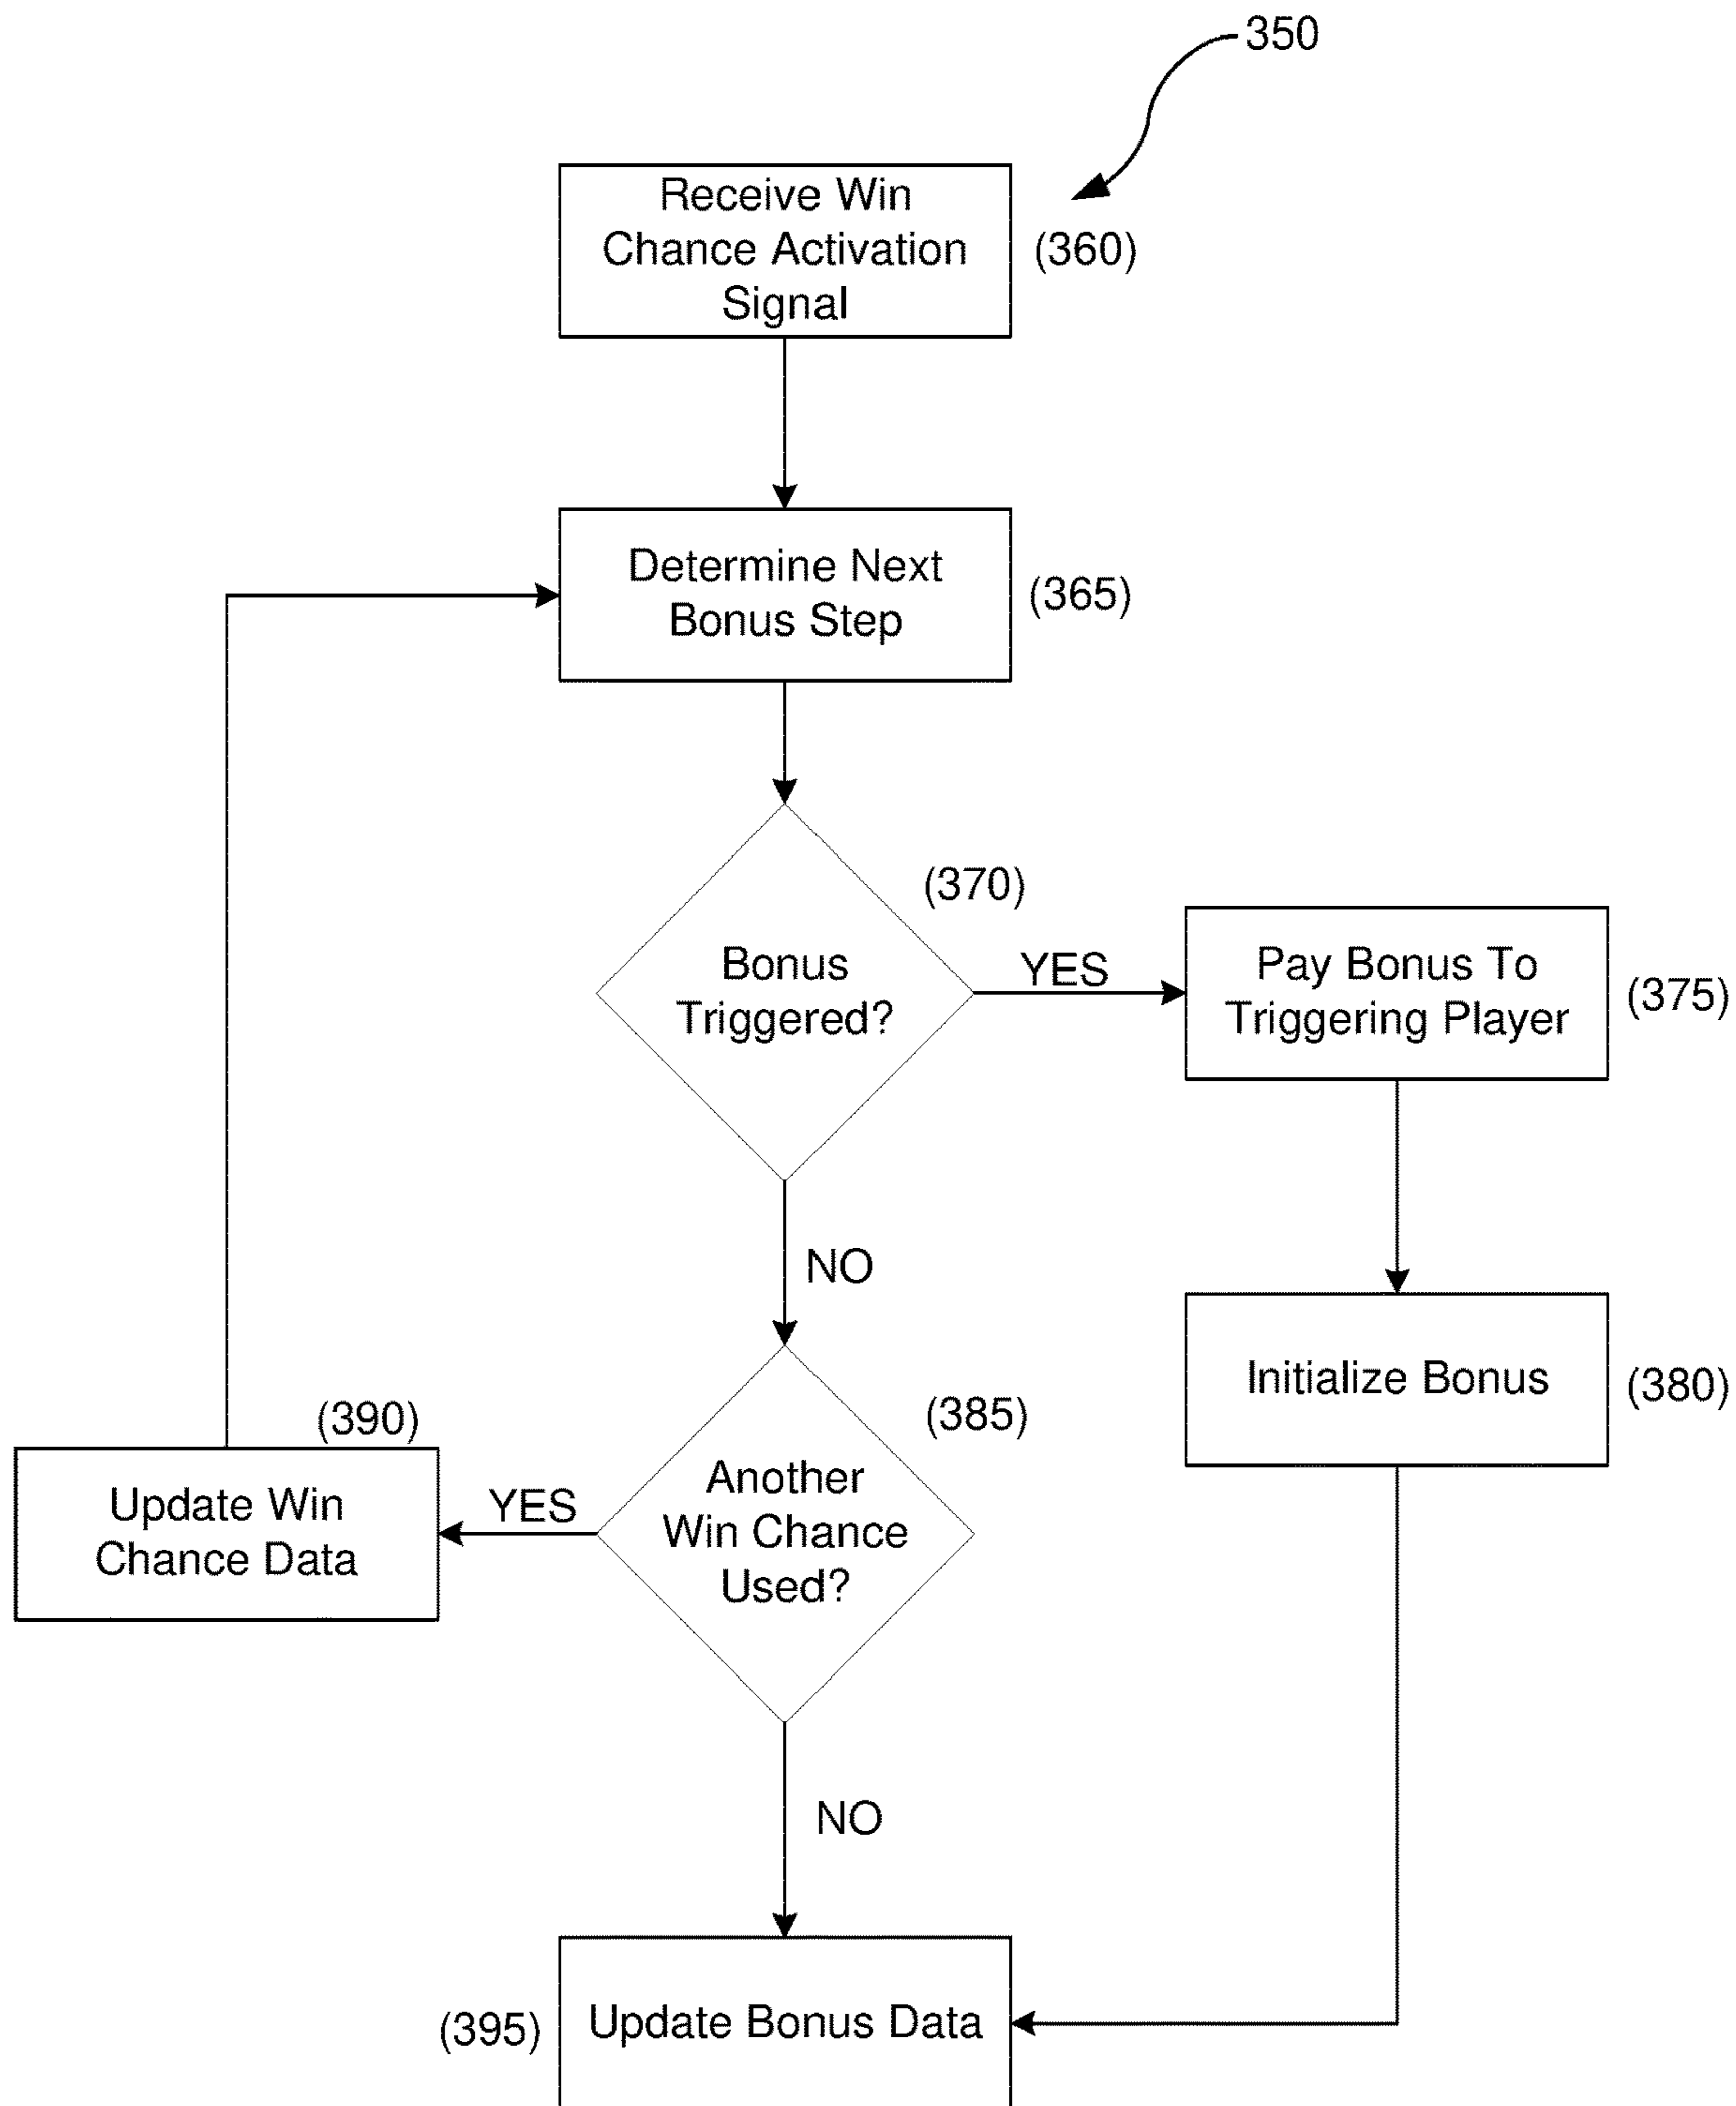 350
Receive Win
Chance Activation
Signal
(360)
Determine Next
Bonus Step
(365)
(370)
Bonus
Triggered?
YES
Pay Bonus To
Triggering Player
(375)
NO
Initialize Bonus
(380)
(390)
(385)
Update Win
Chance Data
YES
Another
Win Chance
Used?
NO
(395)
Update Bonus Data